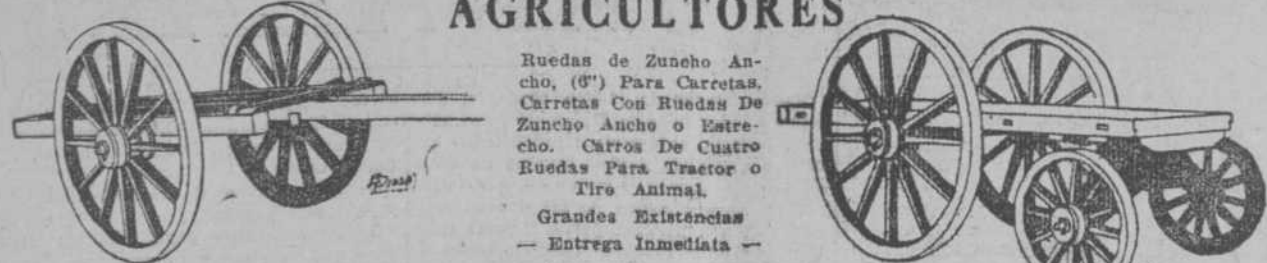 AGRICULTORES
Ruedas de Zuncho An-
cho, (6") Para Carretas,
Carretas Con Ruedas De
Zuncho Ancho o Estre-
cho. Carros De Cuatro
Ruedas Para Tractor o
Tiro Animal.
Grandes Existencias
— Entrega Inmediata —